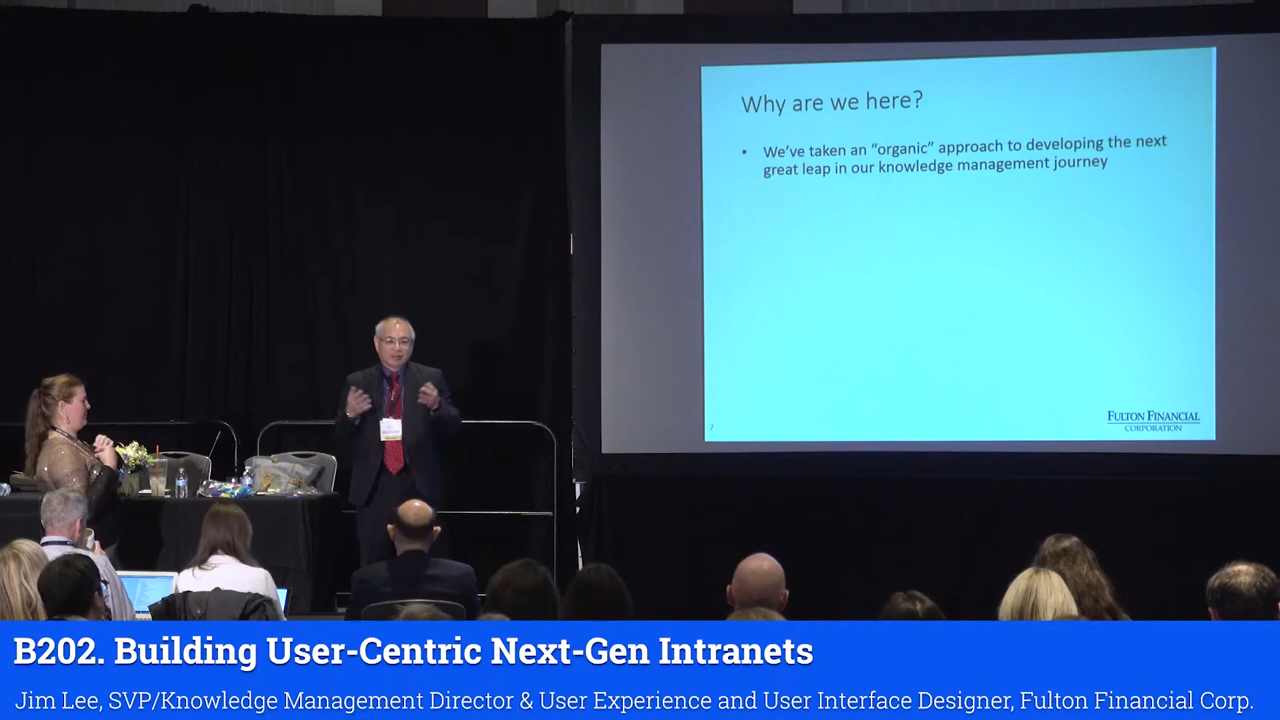 Why are we here?
• We've taken an “organic” approach to developing the next
great leap in our knowledge management journey
7
FULTON FINANCIAL
CORPORATION
B202. Building User-Centric Next-Gen Intranets
Jim Lee, SVP/Knowledge Management Director & User Experience and User Interface Designer, Fulton Financial Corp.